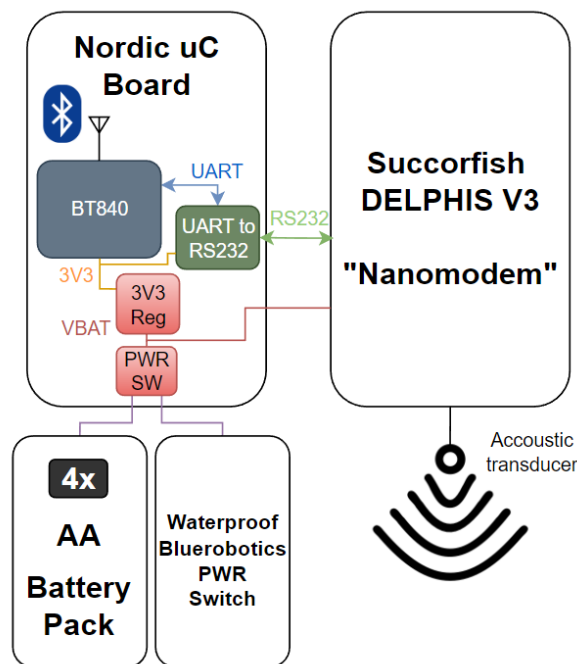 Nordic uC
Board
BT840
UART
UART to
RS232
RS232
3V3
3V3
Reg
VBAT
PWR
SW
Succorfish
DELPHIS V3
"Nanomodem"
Accoustic
transducer
4x
AA
Battery
Pack
Waterproof
Bluerobotics
PWR
Switch